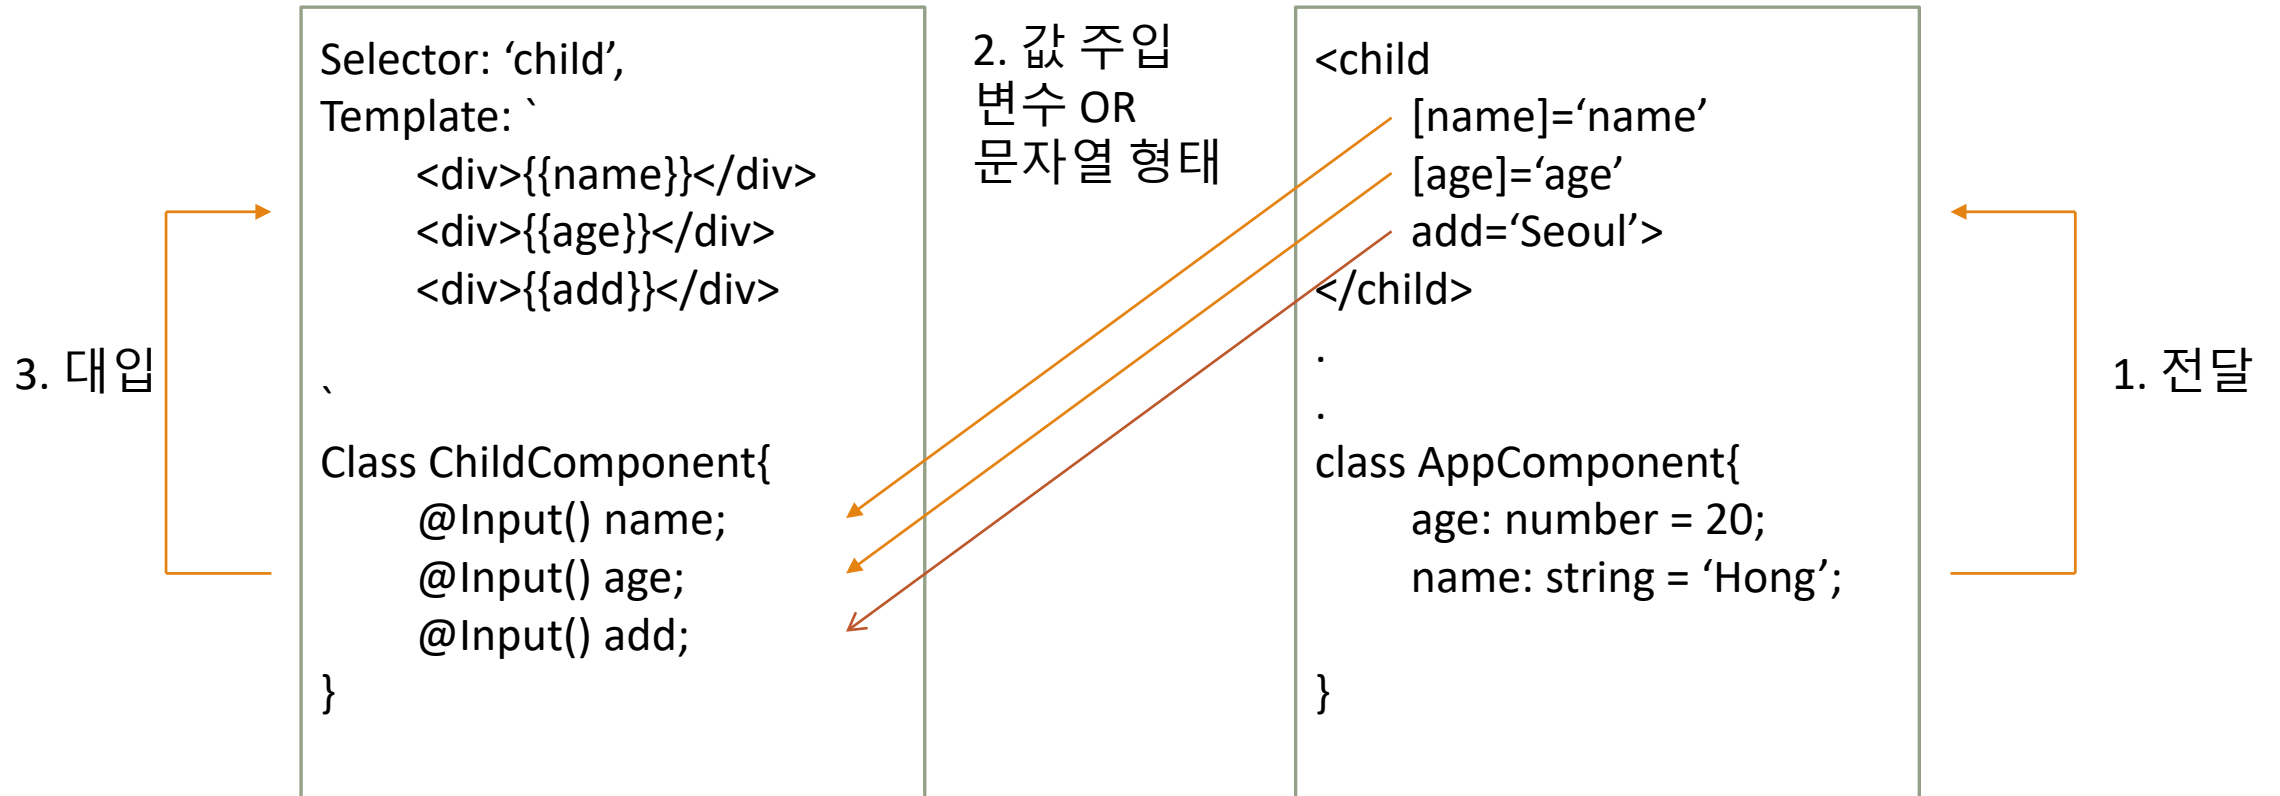 Selector: ‘child’,
Template: `
<div>{{name}}</div>
<div>{{age}}</div>
<div>{{add}}</div>
`
Class ChildComponent{
@Input() name;
@Input() age;
@Input() add;
}
3. 대입
2. 값 주입
변수 OR
문자열 형태
<child
[name]=‘name’
[age]=‘age’
add=‘Seoul’>
</child>
.
.
class AppComponent{
age: number = 20;
name: string = ‘Hong’;
}
1. 전달